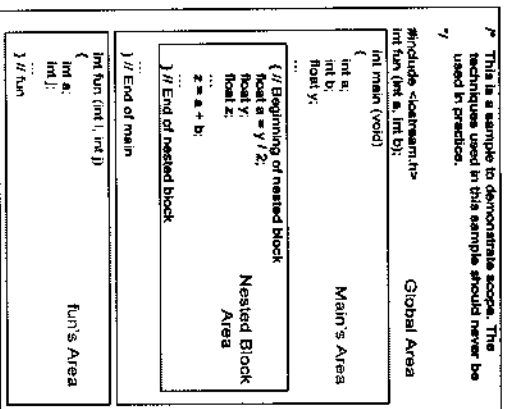 /* This is a sample to demonstrate scope. The
techniques used in this sample should never be
used in practice.
*/
#include <iostream.h>
int fun (int a, int b);
Global Area
int main (void)
{
int a;
int b;
float y;
Main's Area
...
{ // Beginning of nested block
float a = y / 2;
float y;
float z;
Nested Block
Area
...
z = a + b;
} // End of nested block
...
} // End of main
int fun (int i, int j)
{
int a;
int j;
fun's Area
...
} // fun